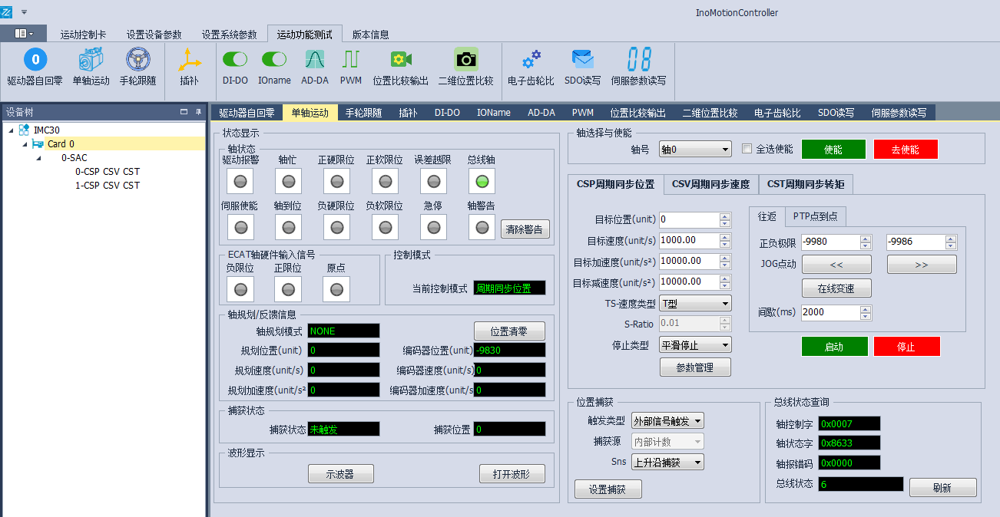 InoMotionController
运动控制卡 设置设备参数 设置系统参数 运动功能测试 版本信息
0
驱动器自回零 单轴运动 手轮跟随 插补 DI-DO IOname AD-DA PWM 位置比较输出 二维位置比较 电子齿轮比 SDO读写 伺服参数读写
设备树
IMC30
Card 0
0-SAC
0-CSP CSV CST
1-CSP CSV CST
驱动器自回零 单轴运动 手轮跟随 插补 DI-DO IOName AD-DA PWM 位置比较输出 二维位置比较 电子齿轮比 SDO读写 伺服参数读写
状态显示
轴状态
驱动报警 轴忙 正硬限位 正软限位 误差越限 总线轴
伺服使能 轴到位 负硬限位 负软限位 急停 轴警告
清除警告
ECAT轴硬件输入信号
负限位 正限位 原点
控制模式
当前控制模式 周期同步位置
轴规划/反馈信息
轴规划模式 NONE 位置清零
规划位置(unit) 0 编码器位置(unit) -9830
规划速度(unit/s) 0 编码器速度(unit/s) 0
规划加速度(unit/s² 0 编码器加速度(unit/s 0
捕获状态
捕获状态 未触发 捕获位置 0
波形显示
示波器 打开波形
轴选择与使能
轴号 轴0 全选使能 使能 去使能
CSP周期同步位置 CSV周期同步速度 CST周期同步转矩
目标位置(unit) 0
目标速度(unit/s) 1000.00
目标加速度(unit/s²) 10000.00
目标减速度(unit/s²) 10000.00
TS-速度类型 T型
S-Ratio 0.01
停止类型 平滑停止
参数管理
往返 PTP点到点
正负极限 -9980 -9986
JOG点动 << >>
在线变速
间歇(ms) 2000
启动 停止
位置捕获
触发类型 外部信号触发
捕获源 内部计数
Sns 上升沿捕获
设置捕获
总线状态查询
轴控制字 0x0007
轴状态字 0x8633
轴报错码 0x0000
总线状态 6
刷新